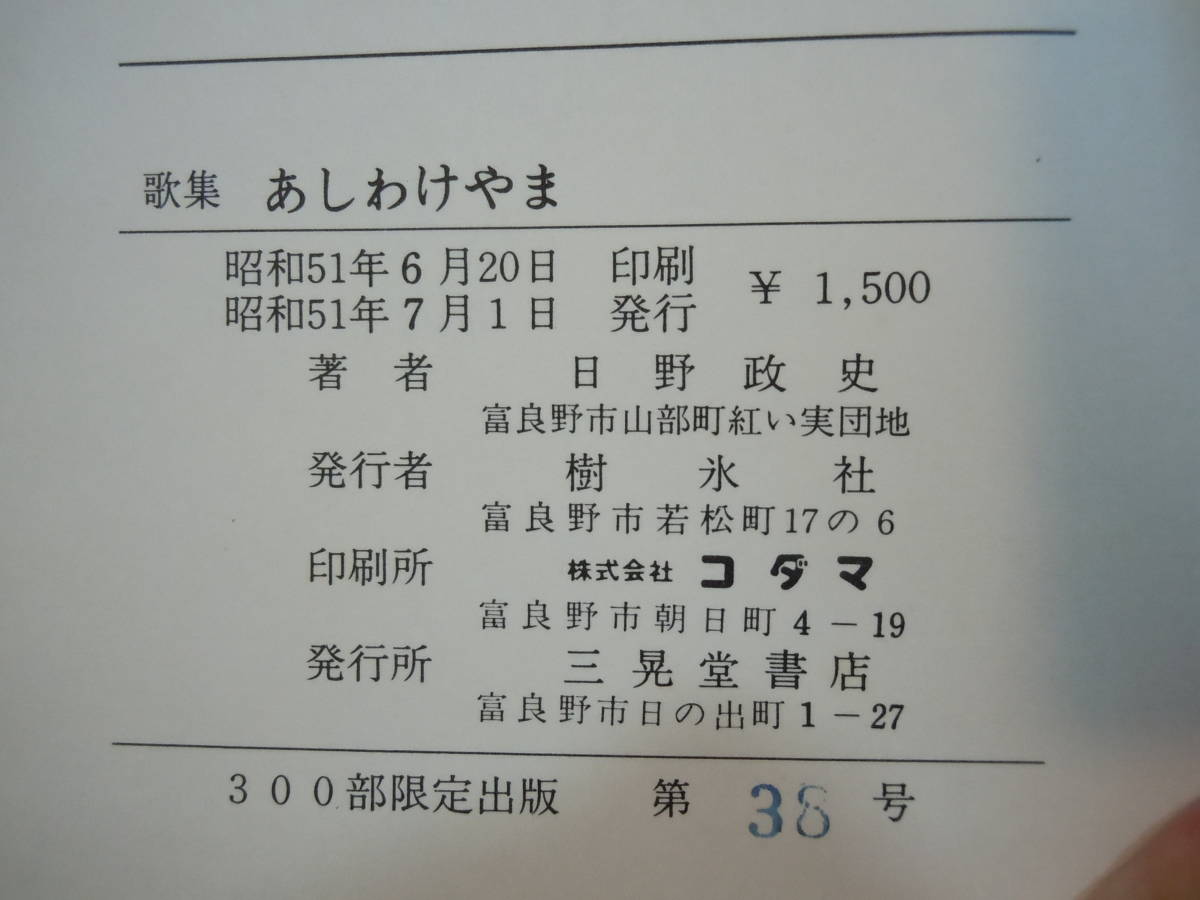 歌集 あしわけやま
昭和51年6月20日 印刷
昭和51年7月1日 発行
¥ 1,500
著者 日野政史
富良野市山部町紅い実団地
発行者 樹氷社
富良野市若松町17の6
印刷所 株式会社 コダマ
富良野市朝日町4-19
発行所 三晃堂書店
富良野市日の出町1-27
300部限定出版 第 38 号